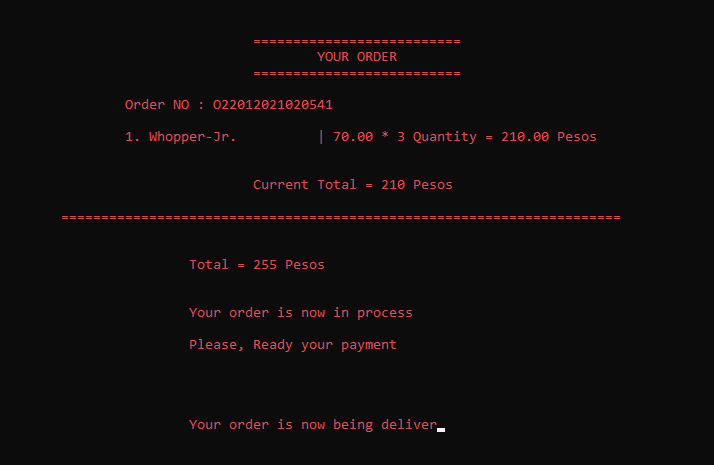 ==========================
YOUR ORDER
==========================
Order NO : O22012021020541
1. Whopper-Jr. | 70.00 * 3 Quantity = 210.00 Pesos
Current Total = 210 Pesos
======================================================================
Total = 255 Pesos
Your order is now in process
Please, Ready your payment
Your order is now being deliver